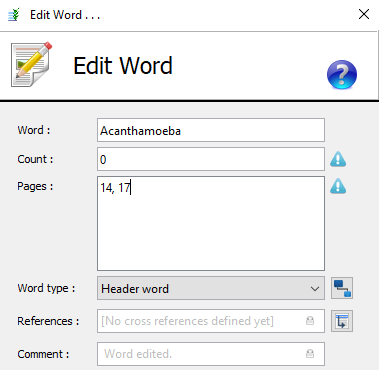 Edit Word . . .
Edit Word
Word : Acanthamoeba
Count : 0
Pages : 14, 17
Word type : Header word
References : [No cross references defined yet]
Comment : Word edited.